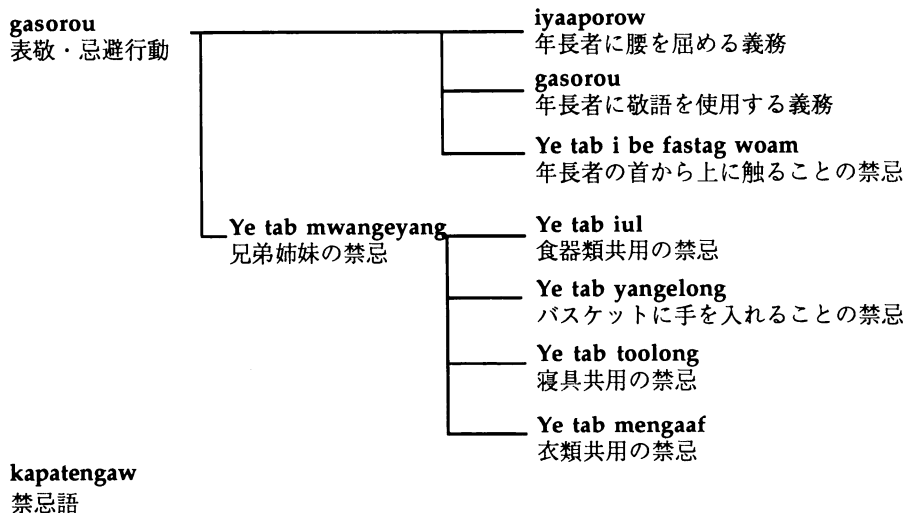 gasorou
表敬・忌避行動
iyaaporow
年長者に腰を屈める義務
gasorou
年長者に敬語を使用する義務
Ye tab i be fastag woam
年長者の首から上に触ることの禁忌
Ye tab mwangeyang
兄弟姉妹の禁忌
Ye tab iul
食器類共用の禁忌
Ye tab yangelong
バスケットに手を入れることの禁忌
Ye tab toolong
寝具共用の禁忌
Ye tab mengaaf
衣類共用の禁忌
kapatengaw
禁忌語